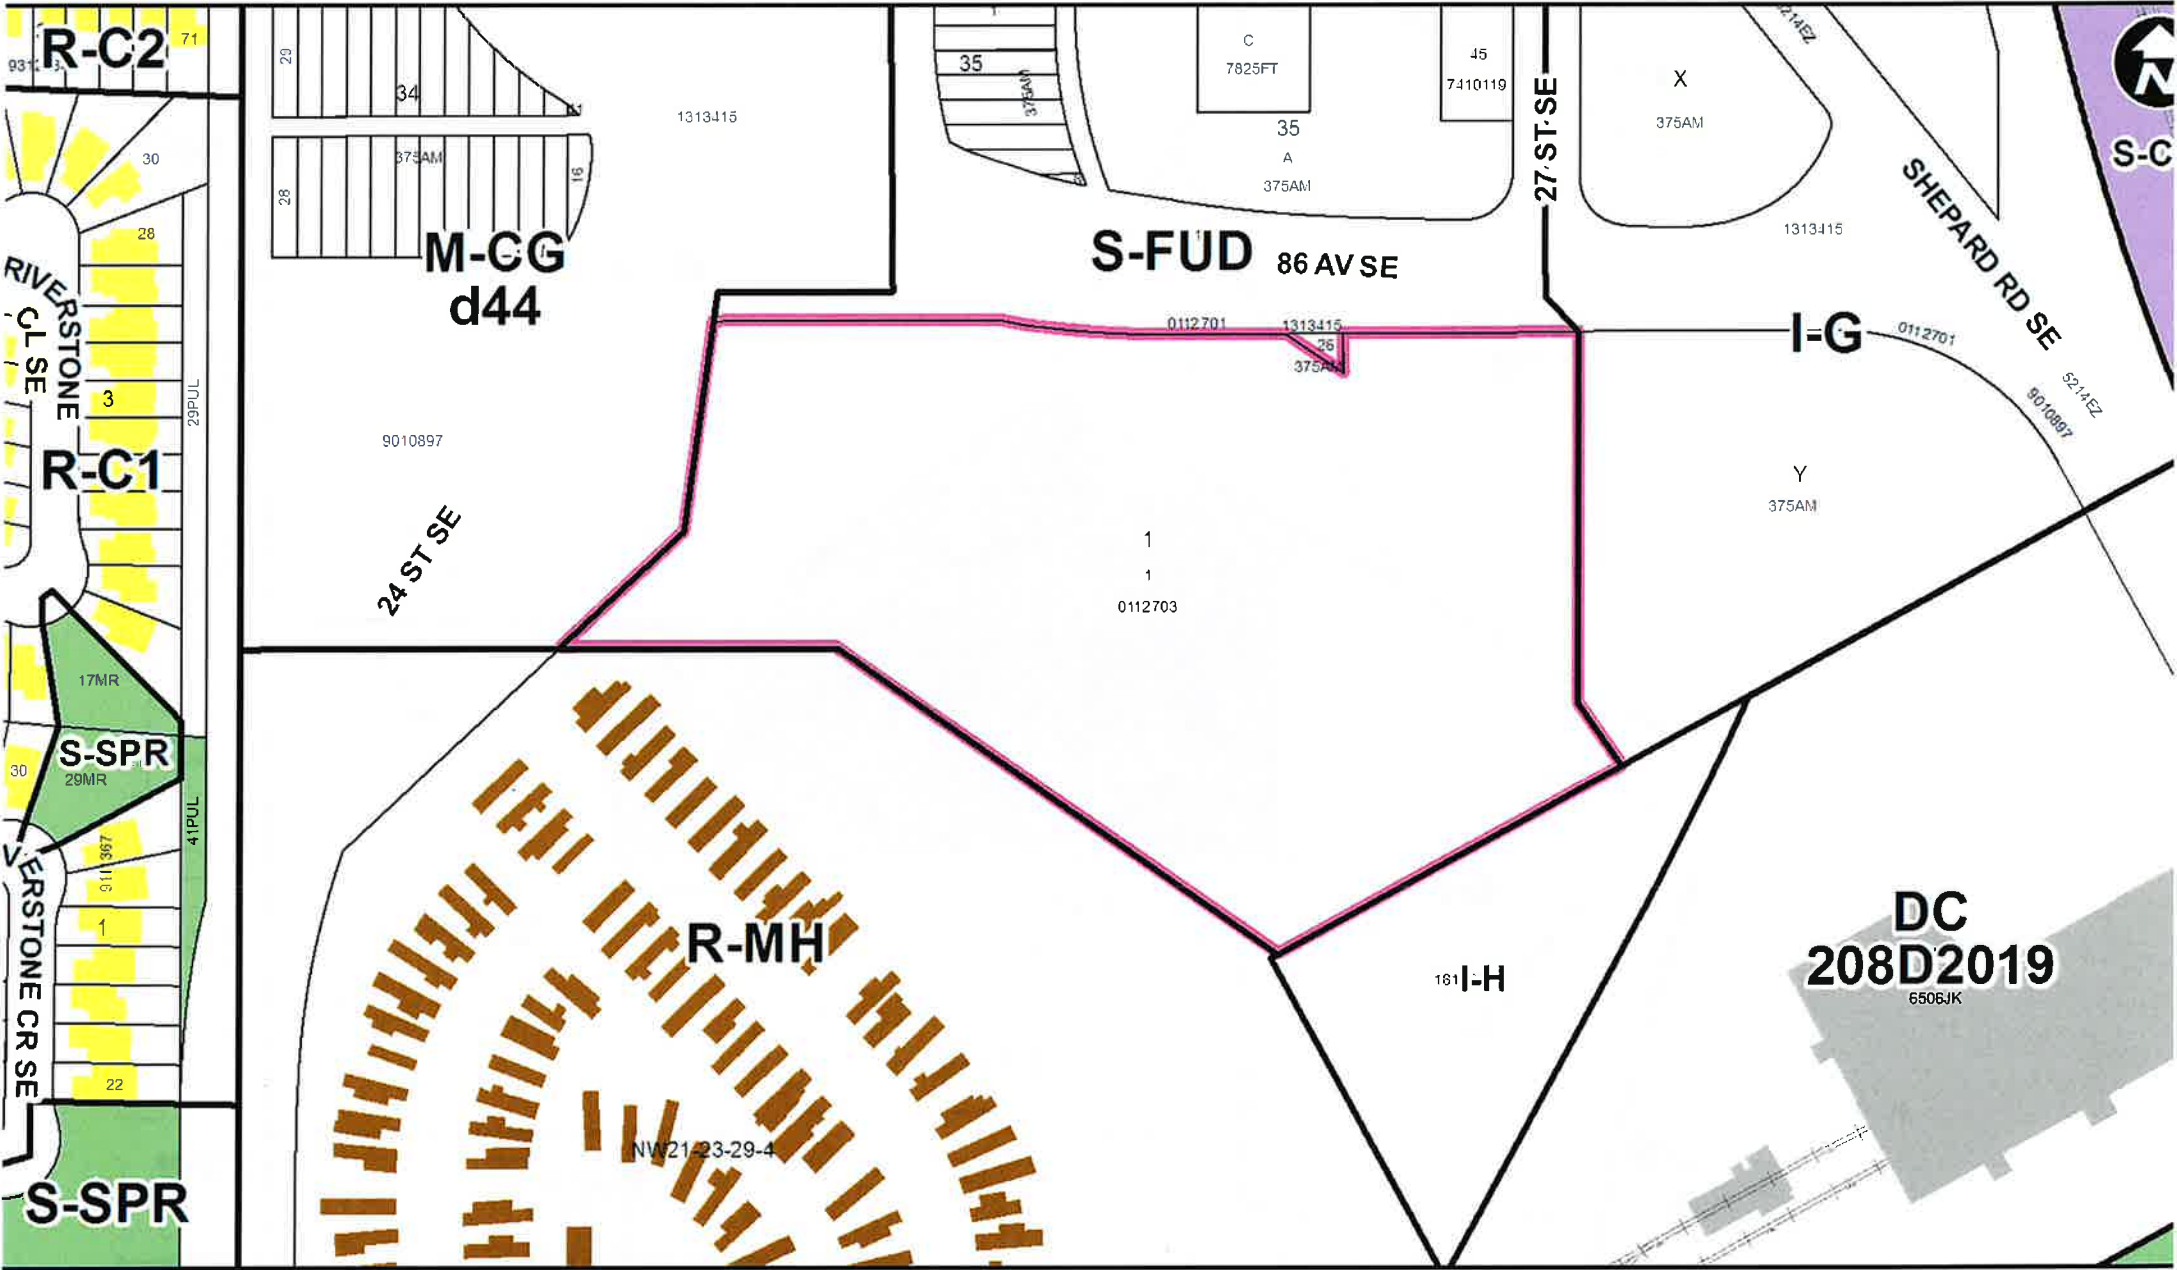 R-C2
71
29
34
1313415
35
375AM
C
7825FT
45
7410119
27 ST SE
X
375AM
5214EZ
N
S-C
30
375AM
16
28
35
A
375AM
SHEPARD RD SE
M-CG
d44
S-FUD
86 AV SE
1313415
28
RIVERSTONE
CL SE
0112701
1313415
26
375AM
I-G
0112701
5214EZ
9010897
3
29PUL
9010897
R-C1
Y
375AM
24 ST SE
1
1
0112703
17MR
S-SPR
29MR
30
41PUL
911367
VERSTONE CR SE
1
R-MH
181
I-H
DC
208D2019
6506JK
22
NW21-23-29-4
S-SPR